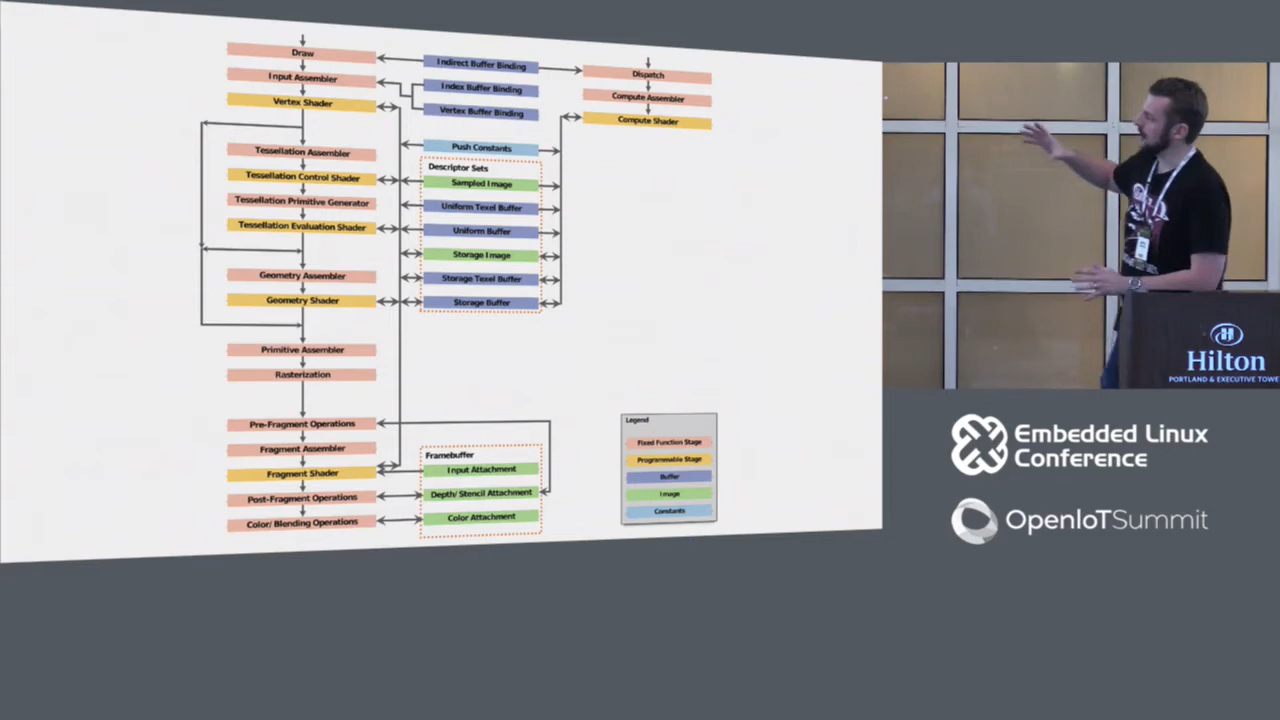 Draw
Input Assembler
Vertex Shader
Tessellation Assembler
Tessellation Control Shader
Tessellation Primitive Generator
Tessellation Evaluation Shader
Geometry Assembler
Geometry Shader
Primitive Assembler
Rasterization
Pre-Fragment Operations
Fragment Assembler
Fragment Shader
Post-Fragment Operations
Color/ Blending Operations
Indirect Buffer Binding
Index Buffer Binding
Vertex Buffer Binding
Push Constants
Descriptor Sets
Sampled Image
Uniform Texel Buffer
Uniform Buffer
Storage Image
Storage Texel Buffer
Storage Buffer
Framebuffer
Input Attachment
Depth/ Stencil Attachment
Color Attachment
Dispatch
Compute Assembler
Compute Shader
Legend
Fixed Function Stage
Programmable Stage
Buffer
Image
Constants
Hilton
PORTLAND & EXECUTIVE TOWE
Embedded Linux
Conference
OpenIoTSummit